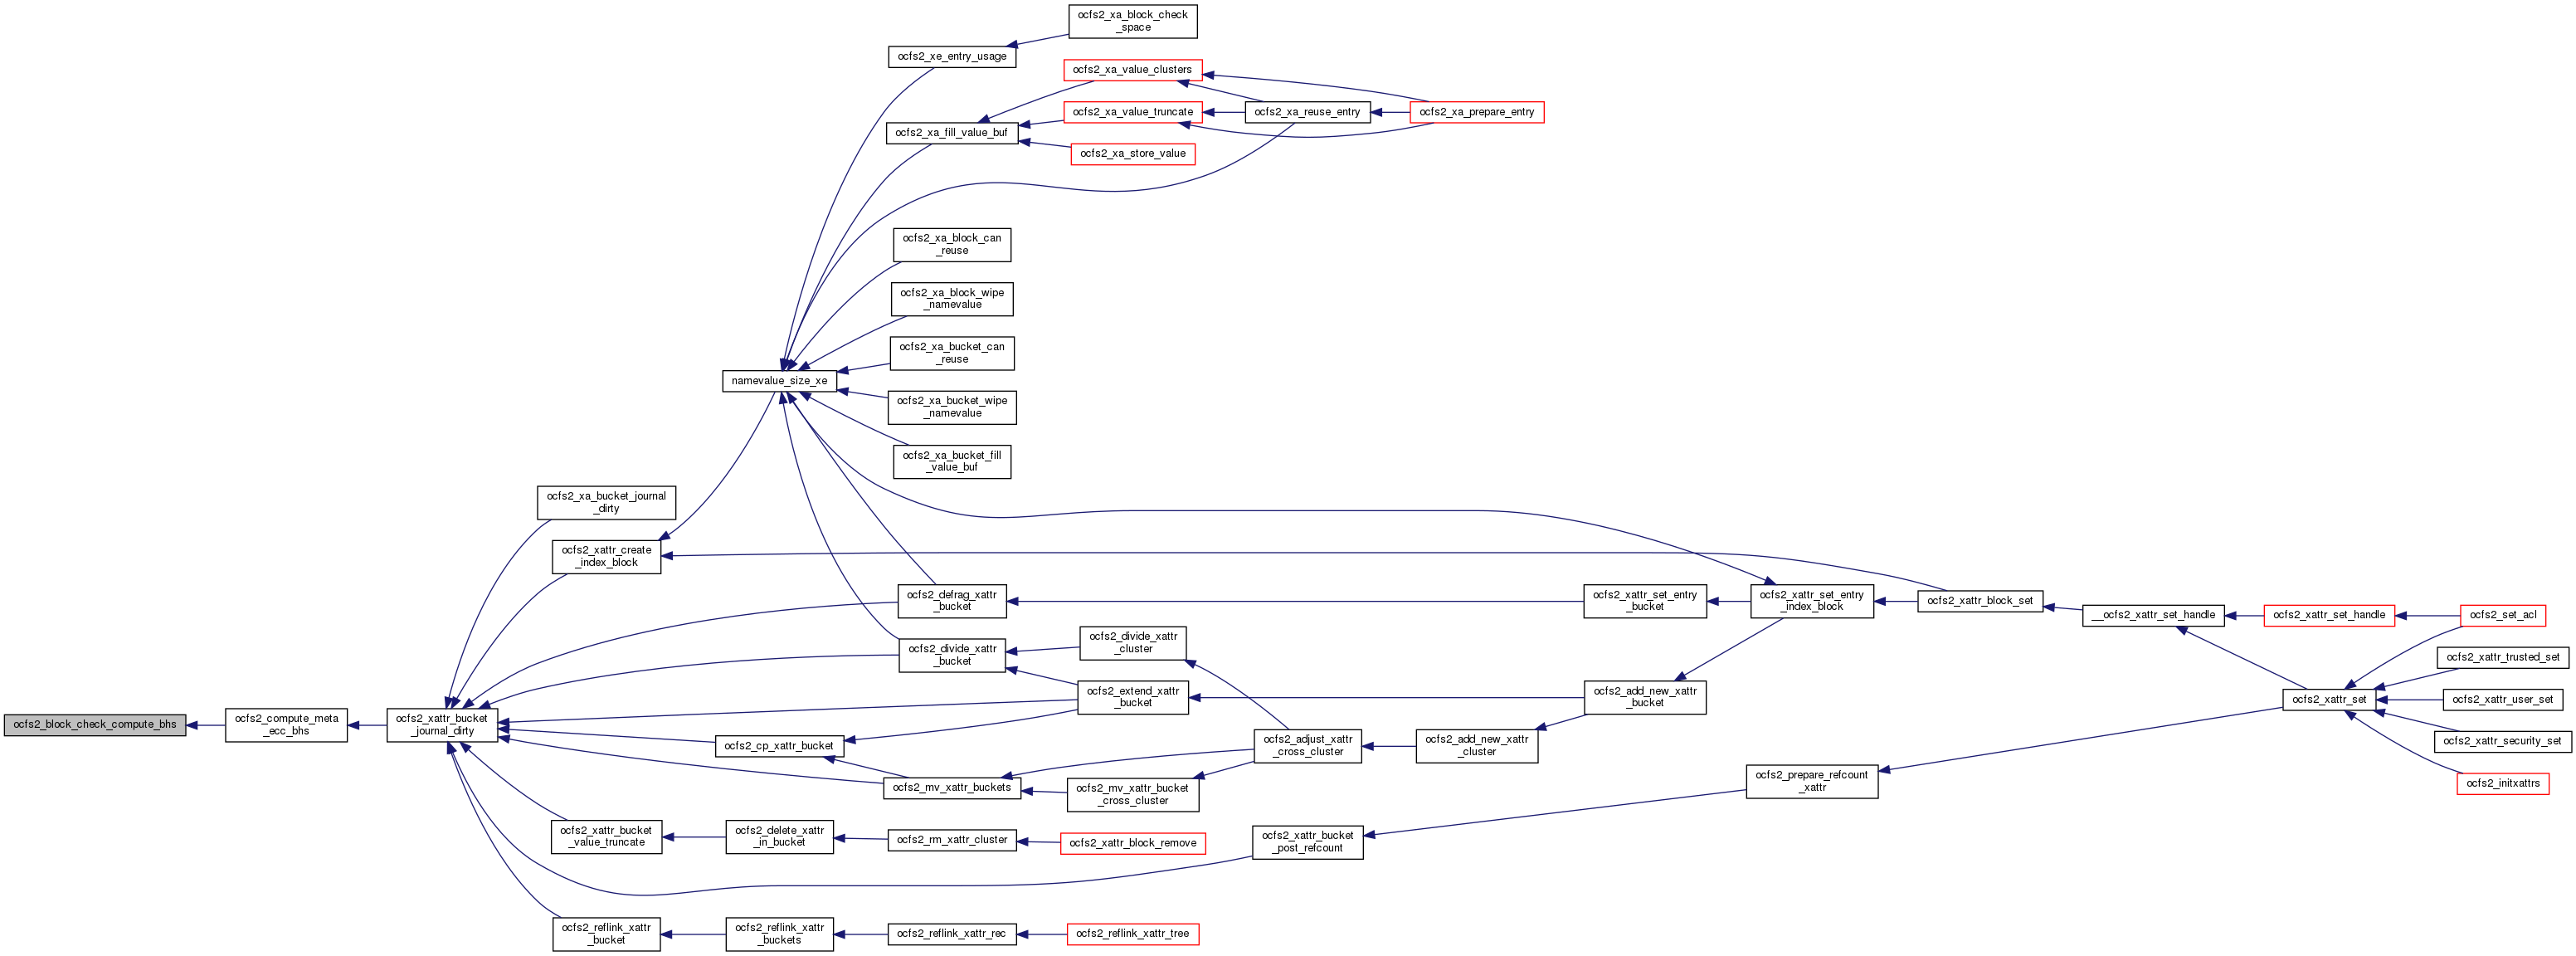 ocfs2_block_check_compute_bhs
ocfs2_compute_meta
_ecc_bhs
ocfs2_xattr_bucket
_journal_dirty
ocfs2_xa_bucket_journal
_dirty
ocfs2_xattr_create
_index_block
namevalue_size_xe
ocfs2_xe_entry_usage
ocfs2_xa_block_check
_space
ocfs2_xa_fill_value_buf
ocfs2_xa_value_clusters
ocfs2_xa_value_truncate
ocfs2_xa_store_value
ocfs2_xa_reuse_entry
ocfs2_xa_prepare_entry
ocfs2_xa_block_can
_reuse
ocfs2_xa_block_wipe
_namevalue
ocfs2_xa_bucket_can
_reuse
ocfs2_xa_bucket_wipe
_namevalue
ocfs2_xa_bucket_fill
_value_buf
ocfs2_defrag_xattr
_bucket
ocfs2_xattr_set_entry
_bucket
ocfs2_xattr_set_entry
_index_block
ocfs2_xattr_block_set
__ocfs2_xattr_set_handle
ocfs2_xattr_set_handle
ocfs2_set_acl
ocfs2_divide_xattr
_bucket
ocfs2_divide_xattr
_cluster
ocfs2_extend_xattr
_bucket
ocfs2_add_new_xattr
_bucket
ocfs2_xattr_set
ocfs2_xattr_trusted_set
ocfs2_xattr_user_set
ocfs2_xattr_security_set
ocfs2_initxattrs
ocfs2_cp_xattr_bucket
ocfs2_mv_xattr_buckets
ocfs2_adjust_xattr
_cross_cluster
ocfs2_add_new_xattr
_cluster
ocfs2_mv_xattr_bucket
_cross_cluster
ocfs2_prepare_refcount
_xattr
ocfs2_xattr_bucket
_value_truncate
ocfs2_delete_xattr
_in_bucket
ocfs2_rm_xattr_cluster
ocfs2_xattr_block_remove
ocfs2_xattr_bucket
_post_refcount
ocfs2_reflink_xattr
_bucket
ocfs2_reflink_xattr
_buckets
ocfs2_reflink_xattr_rec
ocfs2_reflink_xattr_tree